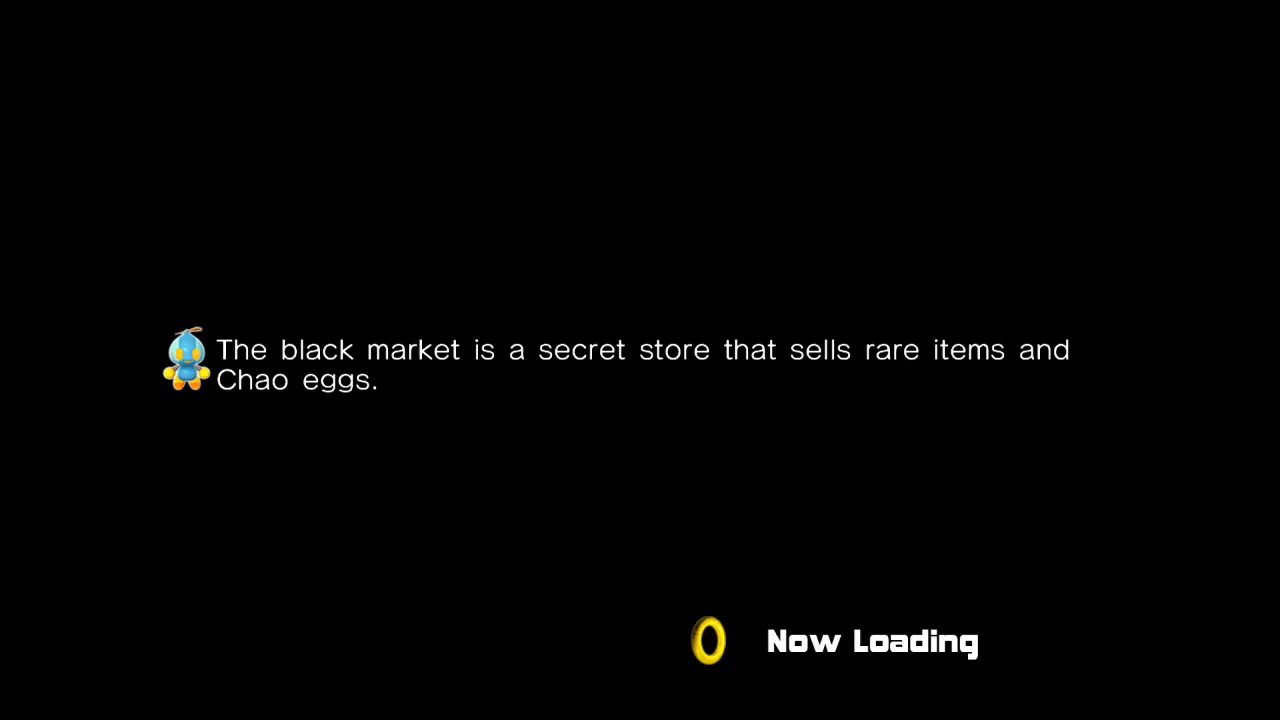 The black market is a secret store that sells rare items and
Chao eggs.
Now Loading